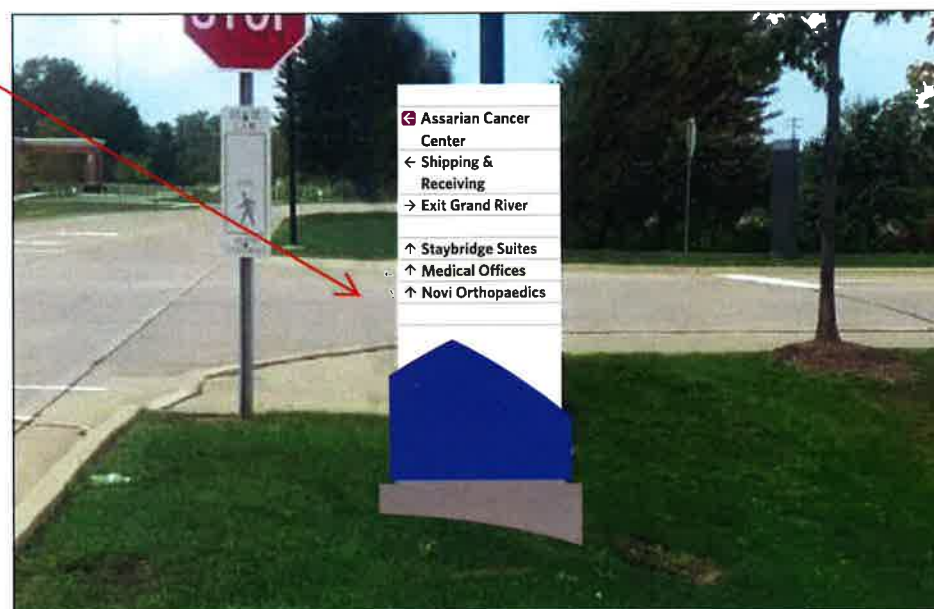 STOP
← Assarian Cancer
Center
← Shipping &
Receiving
→ Exit Grand River
↑ Staybridge Suites
↑ Medical Offices
↑ Novi Orthopaedics